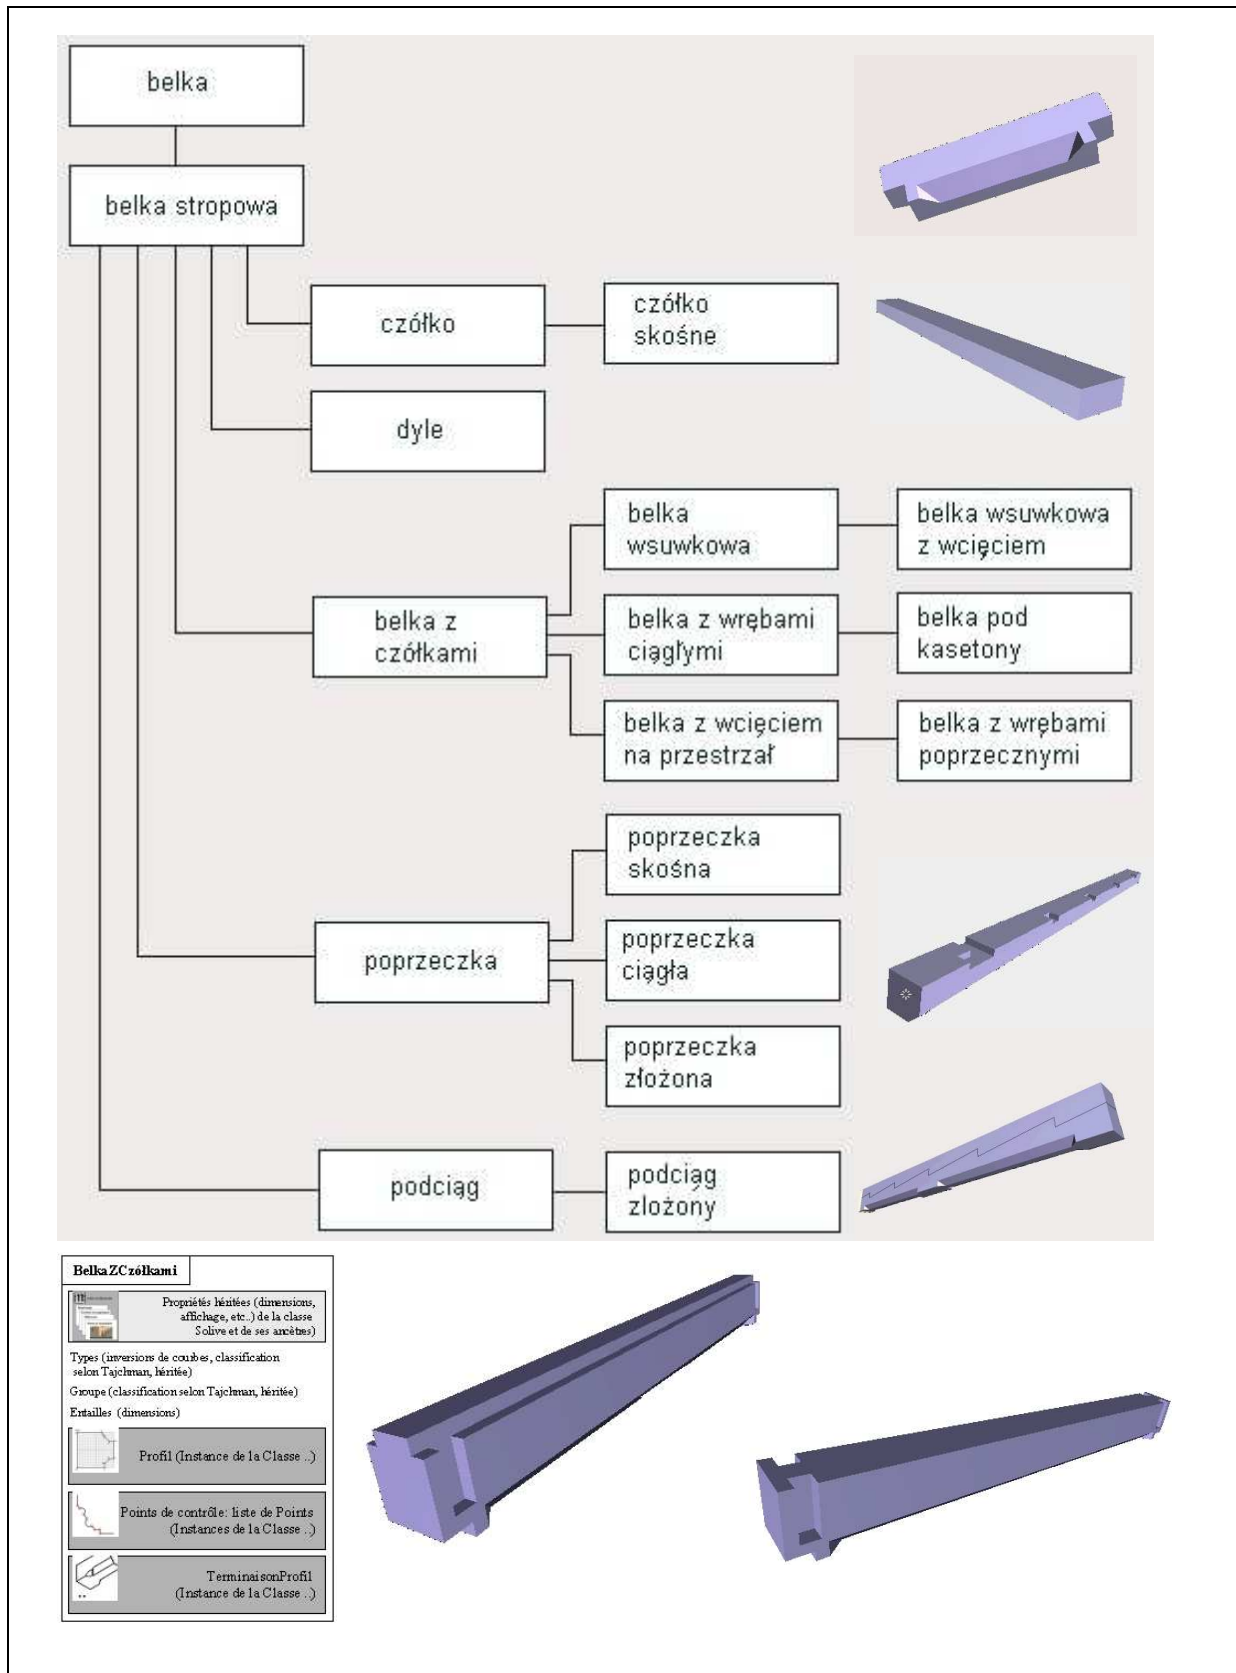 belka
belka stropowa
czółko
czółko
skośne
dyle
belka
wsuwkowa
belka wsuwkowa
z wcięciem
belka z
czółkami
belka z wrębami
ciągłymi
belka pod
kasetony
belka z wcięciem
na przestrzał
belka z wrębami
poprzecznymi
poprzeczka
skośna
poprzeczka
poprzeczka
ciągła
poprzeczka
złożona
podciąg
podciąg
zlożony
BelkaZCzółkami
Propriétés héritées (dimensions,
affichage, etc..) de la classe
Solive et de ses ancètres)
Types (inversions de courbes, classification
selon Tajchman, héritée)
Groupe (classification selon Tajchman, héritée)
Entailles (dimensions)
Profil (Instance de la Classe ..)
Points de contrôle: liste de Points
(Instances de la Classe ..)
TerminaisonProfil
(Instance de la Classe ..)